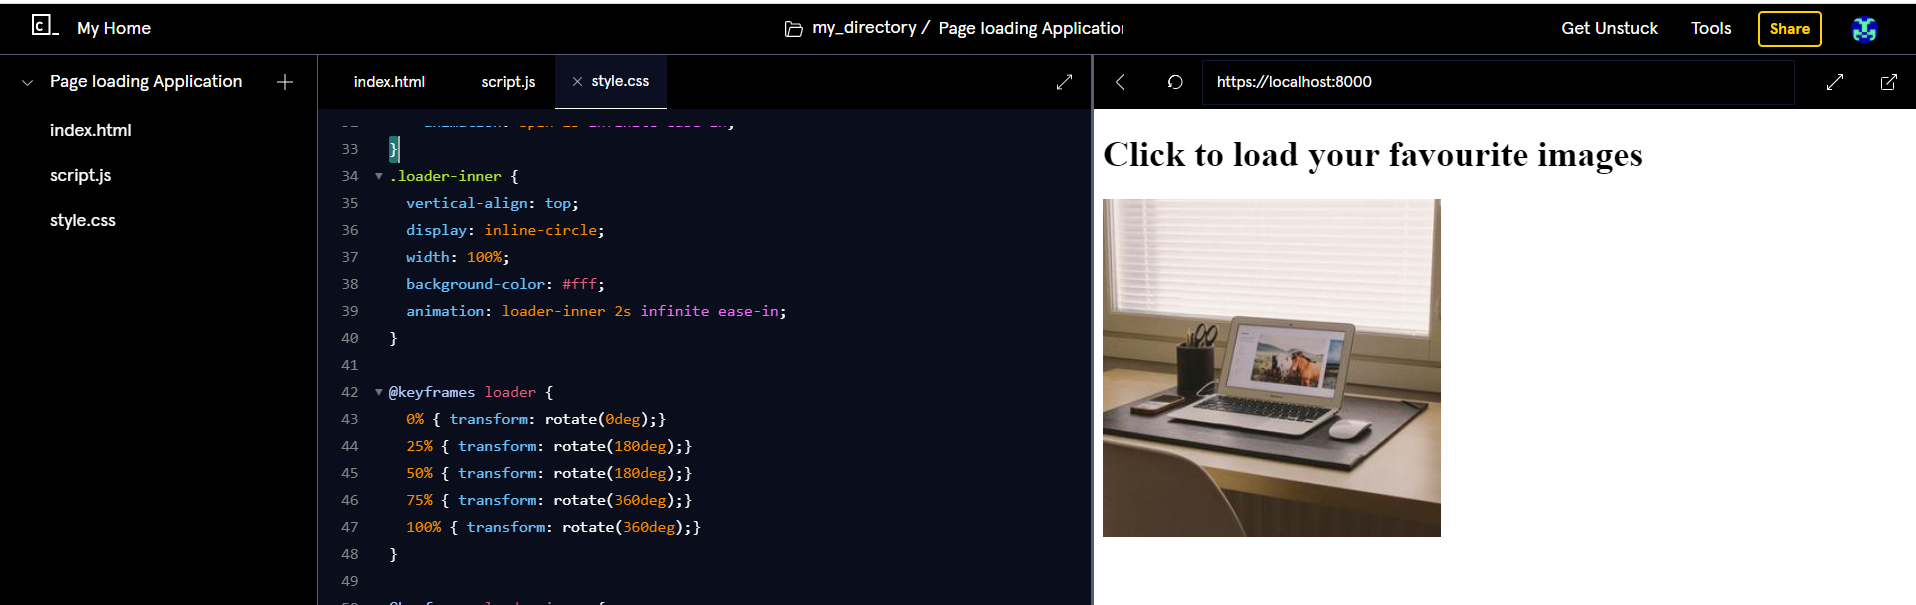 My Home
my_directory / Page loading Applicatio
Get Unstuck
Tools
Share
Page loading Application
index.html
script.js
style.css
index.html
script.js
style.css
https://localhost:8000
33 }
34 .loader-inner {
35 vertical-align: top;
36 display: inline-circle;
37 width: 100%;
38 background-color: #fff;
39 animation: loader-inner 2s infinite ease-in;
40 }
41
42 @keyframes loader {
43 0% { transform: rotate(0deg);}
44 25% { transform: rotate(180deg);}
45 50% { transform: rotate(180deg);}
46 75% { transform: rotate(360deg);}
47 100% { transform: rotate(360deg);}
48 }
49
Click to load your favourite images